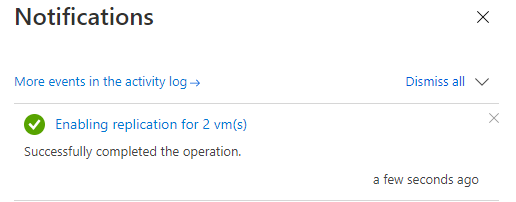 Notifications
More events in the activity log→ Dismiss all
Enabling replication for 2 vm(s)
Successfully completed the operation.
a few seconds ago